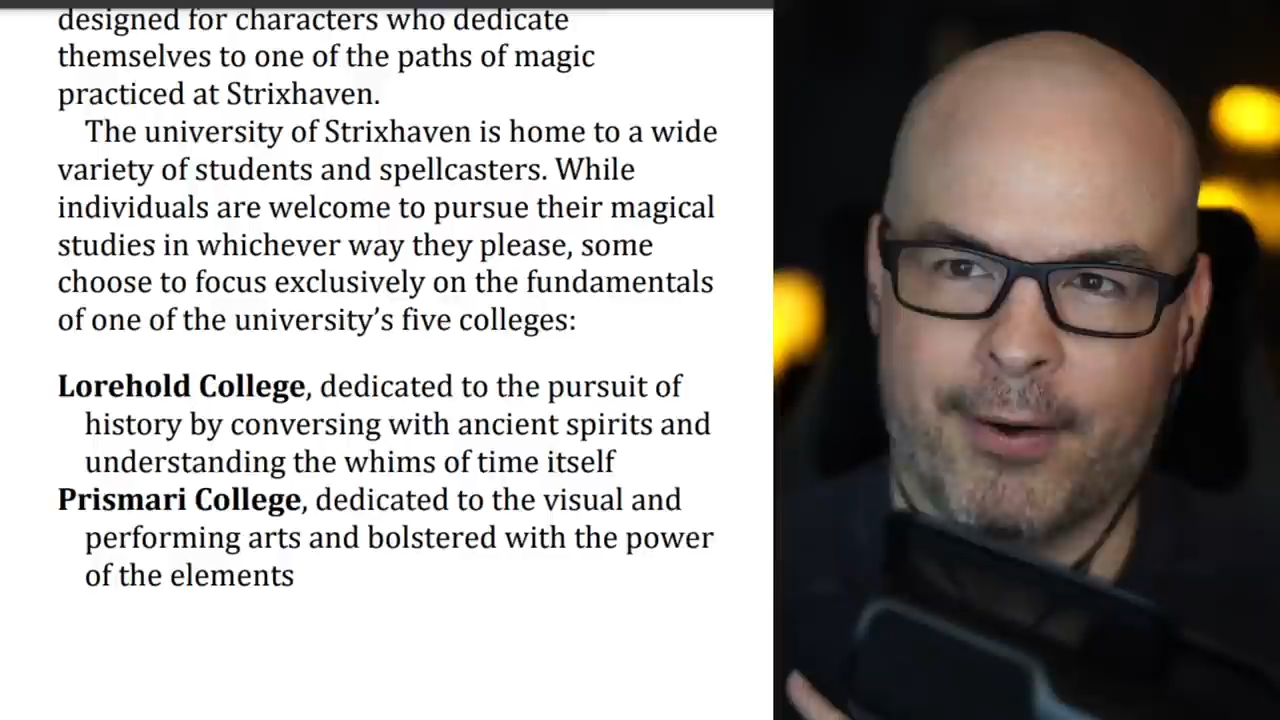 designed for characters who dedicate
themselves to one of the paths of magic
practiced at Strixhaven.
The university of Strixhaven is home to a wide
variety of students and spellcasters. While
individuals are welcome to pursue their magical
studies in whichever way they please, some
choose to focus exclusively on the fundamentals
of one of the university’s five colleges:
Lorehold College, dedicated to the pursuit of
history by conversing with ancient spirits and
understanding the whims of time itself
Prismari College, dedicated to the visual and
performing arts and bolstered with the power
of the elements